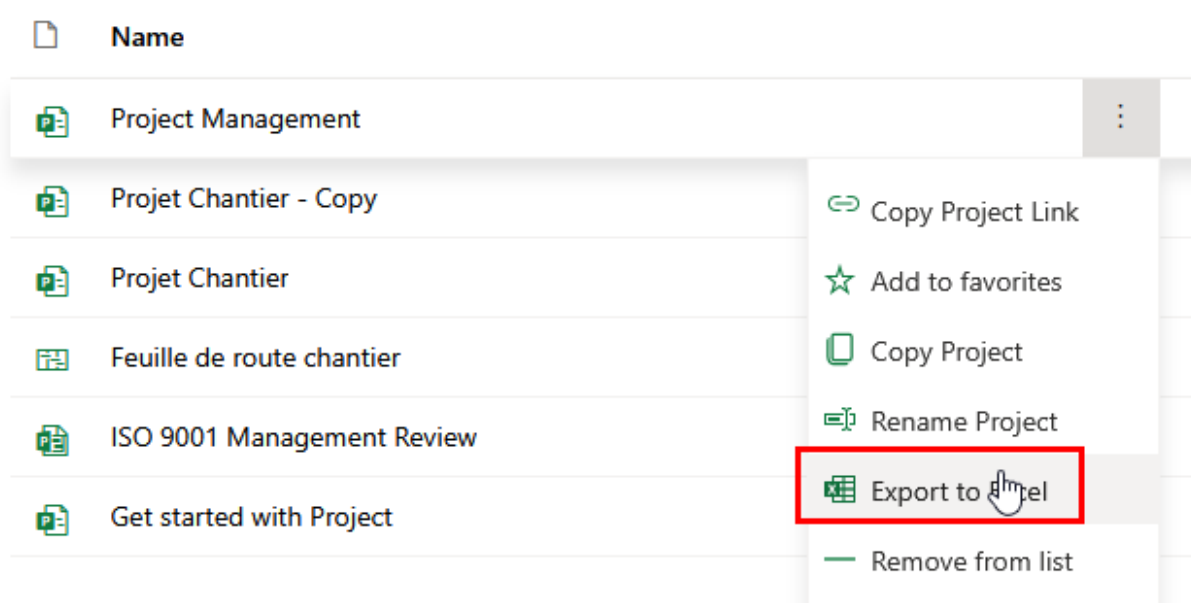 Name
Project Management
Projet Chantier - Copy
Projet Chantier
Feuille de route chantier
ISO 9001 Management Review
Get started with Project
Copy Project Link
Add to favorites
Copy Project
Rename Project
Export to Excel
Remove from list